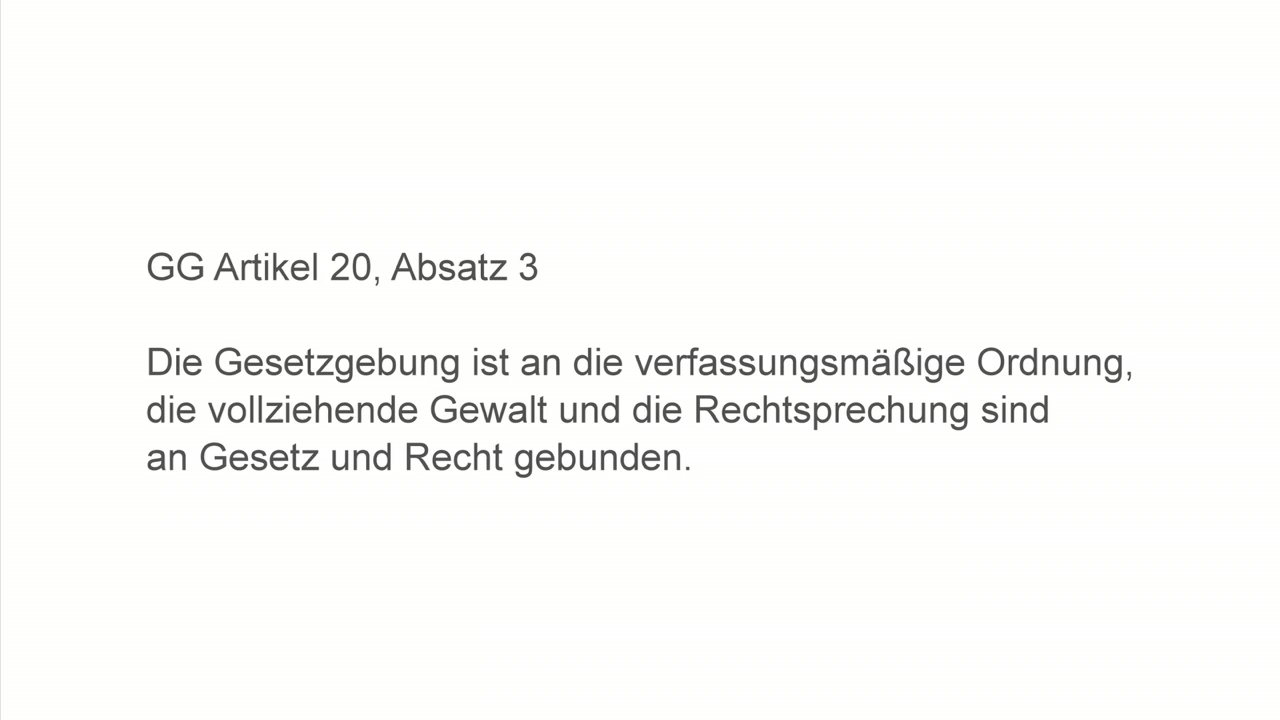 GG Artikel 20, Absatz 3
Die Gesetzgebung ist an die verfassungsmäßige Ordnung,
die vollziehende Gewalt und die Rechtsprechung sind
an Gesetz und Recht gebunden.